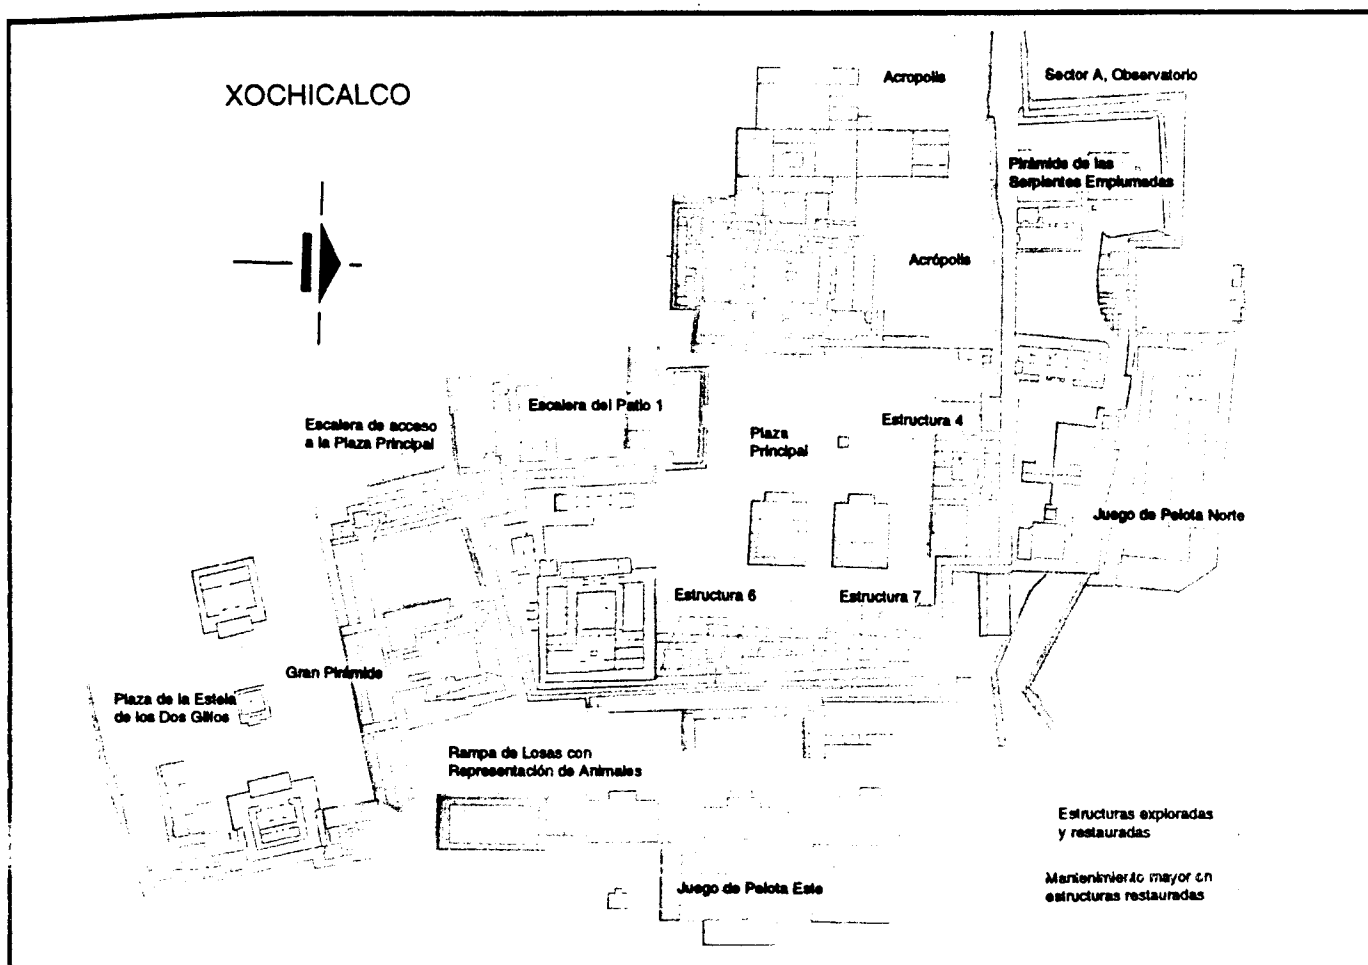 XOCHICALCO
Acropolis
Sector A, Observatorio
Pirámide de las
Serpientes Emplumadas
Acrópolis
Escalera del Patio 1
Escalera de acceso
a la Plaza Principal
Plaza
Principal
Estructura 4
Juego de Pelota Norte
Estructura 6
Estructura 7
Gran Pirámide
Plaza de la Estela
de los Dos Glifos
Rampa de Losas con
Representación de Animales
Juego de Pelota Este
Estructuras exploradas
y restauradas
Mantenimiento mayor en
estructuras restauradas